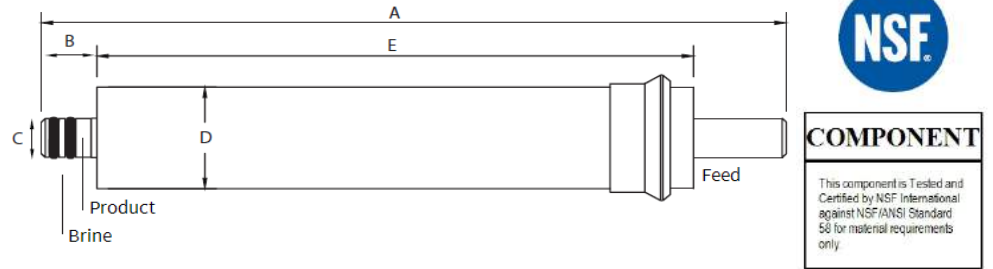 A
B
E
C
D
Feed
Product
Brine
NSF®
COMPONENT
This component is Tested and
Certified by NSF International
against NSF/ANSI Standard
58 for material requirements
only.